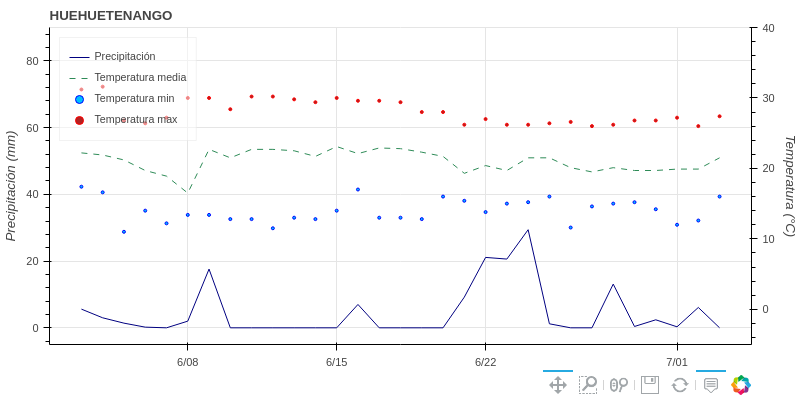 HUEHUETENANGO
Precipitación
Temperatura media
Temperatura min
Temperatura max
Precipitación (mm)
80
60
40
20
0
Temperatura (°C)
40
30
20
10
0
6/08
6/15
6/22
7/01